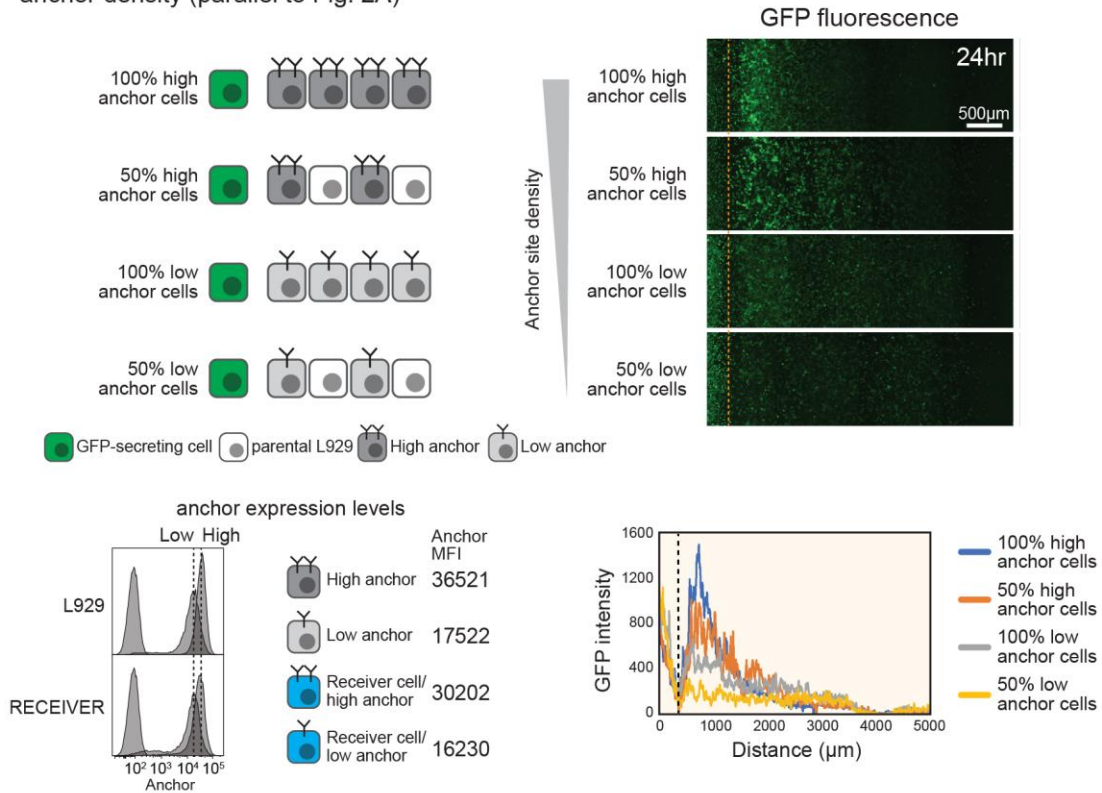 anchor density (parallel to Fig. 2A)
100% high
anchor cells
50% high
anchor cells
100% low
anchor cells
50% low
anchor cells
GFP-secreting cell
parental L929
High anchor
Low anchor
Anchor site density
GFP fluorescence
24hr
500µm
100% high
anchor cells
50% high
anchor cells
100% low
anchor cells
50% low
anchor cells
anchor expression levels
Low High
L929
RECEIVER
10² 10³ 10⁴ 10⁵
Anchor
Anchor
MFI
High anchor 36521
Low anchor 17522
Receiver cell/
high anchor 30202
Receiver cell/
low anchor 16230
GFP intensity
1600
1200
800
400
0
0 1000 2000 3000 4000 5000
Distance (µm)
100% high
anchor cells
50% high
anchor cells
100% low
anchor cells
50% low
anchor cells